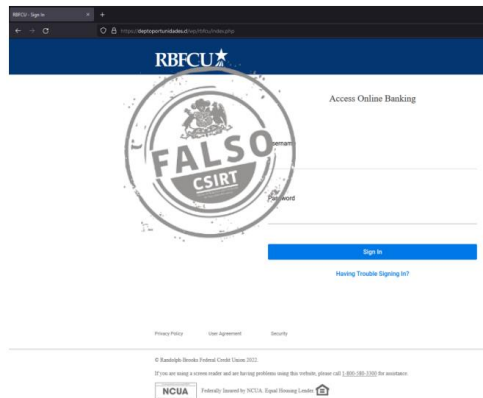 RBFCU - Sign In
https://deptoportunidades.cl/wp/rbfcu/index.php
RBFCU
Access Online Banking
FALSO
CSIRT
Username
Password
Sign In
Having Trouble Signing In?
Privacy Policy User Agreement Security
© Randolph-Brooks Federal Credit Union 2022.
If you are using a screen reader and are having problems using this website, please call 1-800-580-3300 for assistance.
NCUA Federally Insured by NCUA. Equal Housing Lender.